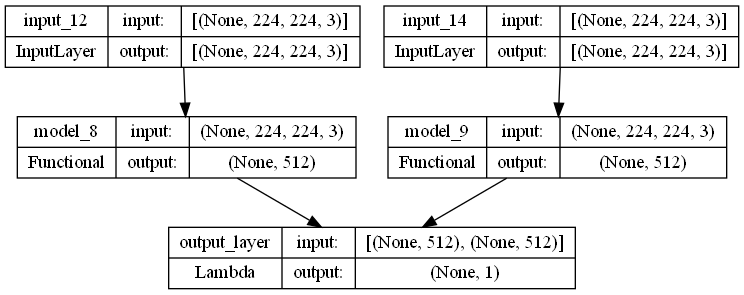 input_12 input: [(None, 224, 224, 3)]
InputLayer output: [(None, 224, 224, 3)]
input_14 input: [(None, 224, 224, 3)]
InputLayer output: [(None, 224, 224, 3)]
model_8 input: (None, 224, 224, 3)
Functional output: (None, 512)
model_9 input: (None, 224, 224, 3)
Functional output: (None, 512)
output_layer input: [(None, 512), (None, 512)]
Lambda output: (None, 1)